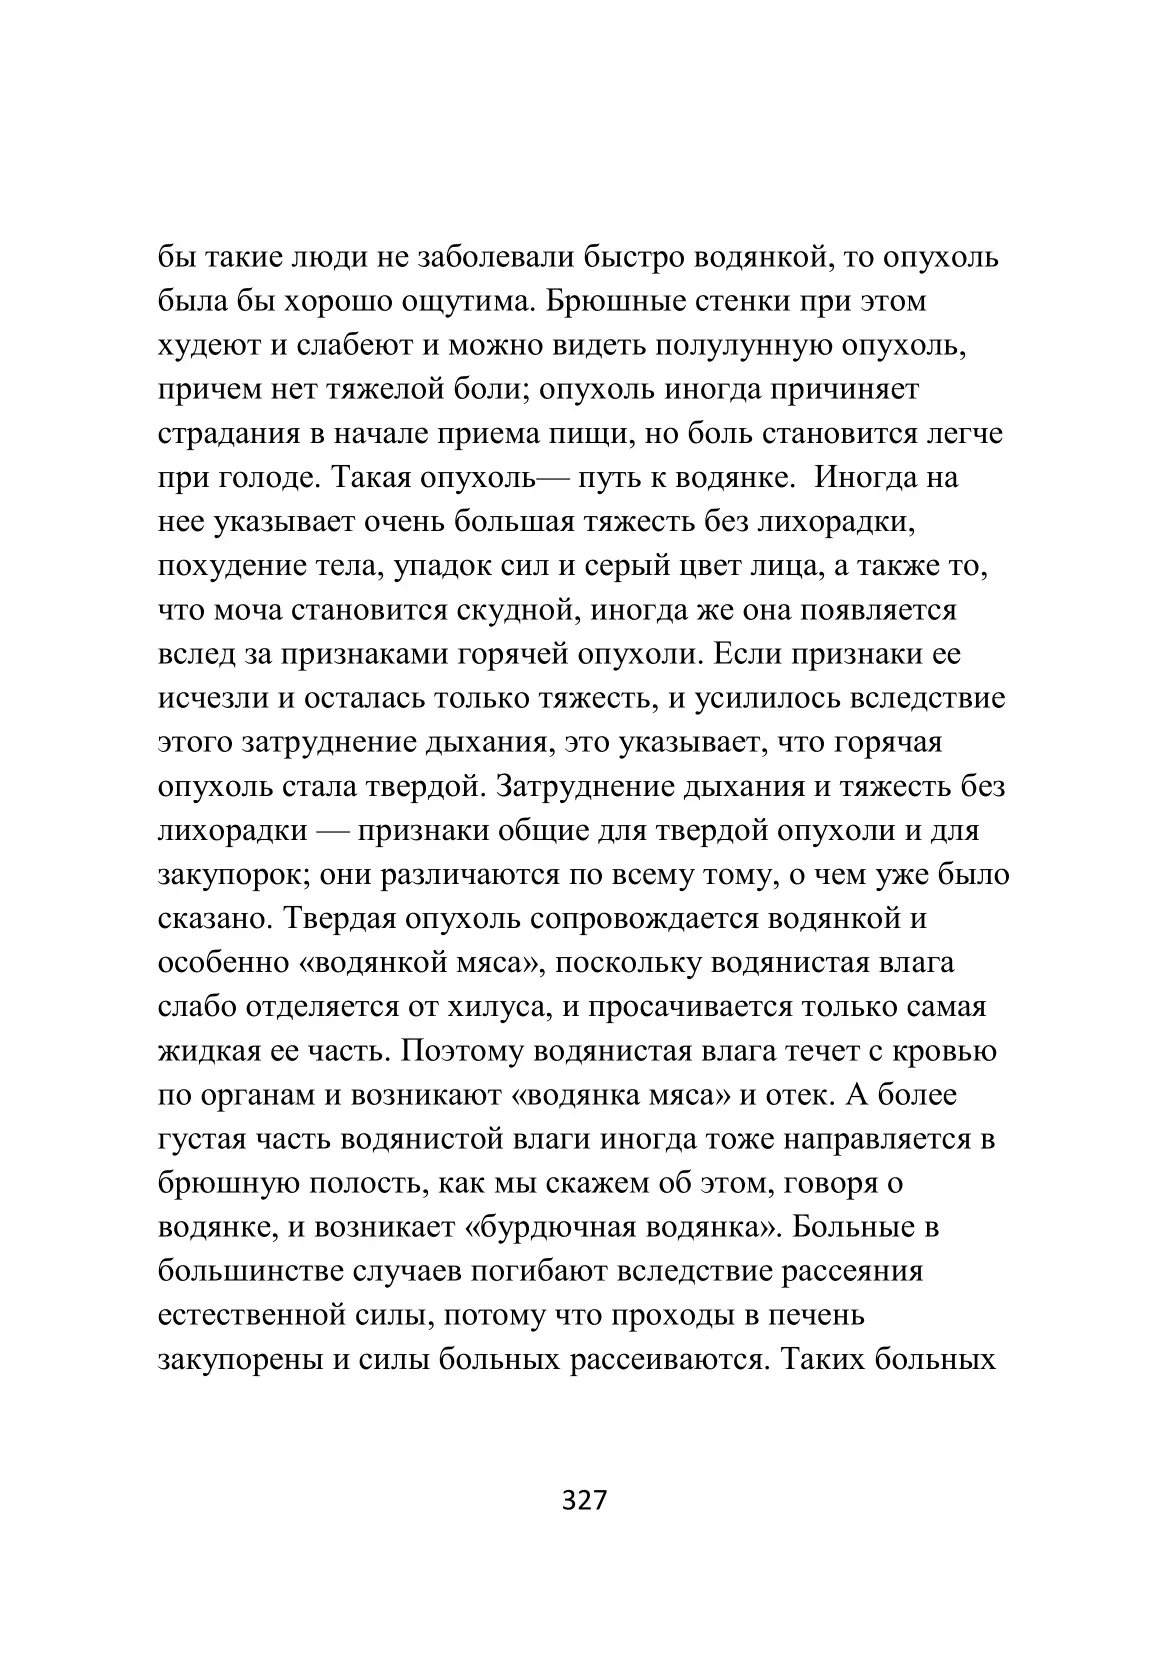 бы такие люди не заболевали быстро водянкой, то опухоль
была бы хорошо ощутима. Брюшные стенки при этом
худеют и слабеют и можно видеть полулунную опухоль,
причем нет тяжелой боли; опухоль иногда причиняет
страдания в начале приема пищи, но боль становится легче
при голоде. Такая опухоль— путь к водянке.  Иногда на
нее указывает очень большая тяжесть без лихорадки,
похудение тела, упадок сил и серый цвет лица, а также то,
что моча становится скудной, иногда же она появляется
вслед за признаками горячей опухоли. Если признаки ее
исчезли и осталась только тяжесть, и усилилось вследствие
этого затруднение дыхания, это указывает, что горячая
опухоль стала твердой. Затруднение дыхания и тяжесть без
лихорадки — признаки общие для твердой опухоли и для
закупорок; они различаются по всему тому, о чем уже было
сказано. Твердая опухоль сопровождается водянкой и
особенно «водянкой мяса», поскольку водянистая влага
слабо отделяется от хилуса, и просачивается только самая
жидкая ее часть. Поэтому водянистая влага течет с кровью
по органам и возникают «водянка мяса» и отек. А более
густая часть водянистой влаги иногда тоже направляется в
брюшную полость, как мы скажем об этом, говоря о
водянке, и возникает «бурдючная водянка». Больные в
большинстве случаев погибают вследствие рассеяния
естественной силы, потому что проходы в печень
закупорены и силы больных рассеиваются. Таких больных
327